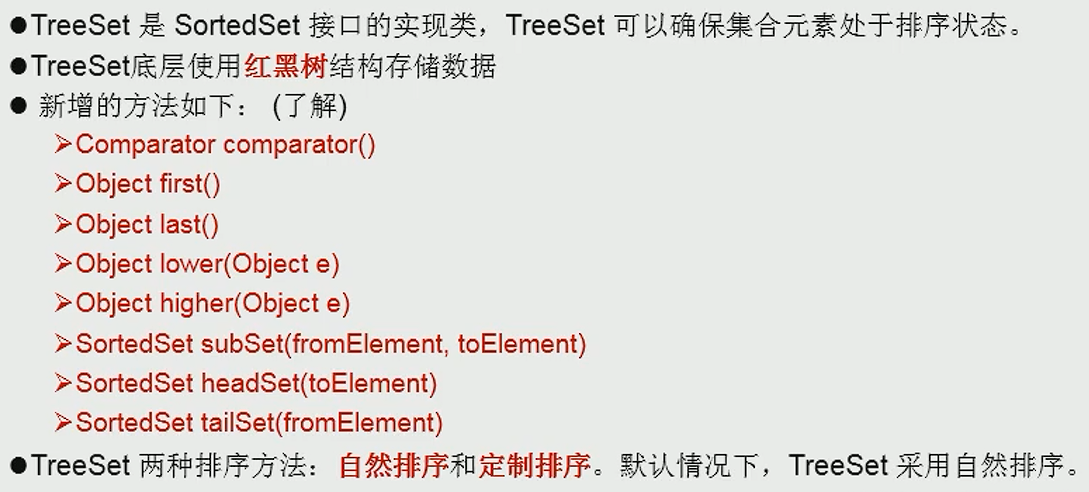 ●TreeSet 是 SortedSet 接口的实现类，TreeSet 可以确保集合元素处于排序状态。
●TreeSet底层使用红黑树结构存储数据
● 新增的方法如下： (了解)
➢Comparator comparator()
➢Object first()
➢Object last()
➢Object lower(Object e)
➢Object higher(Object e)
➢SortedSet subSet(fromElement, toElement)
➢SortedSet headSet(toElement)
➢SortedSet tailSet(fromElement)
●TreeSet 两种排序方法：自然排序和定制排序。默认情况下，TreeSet 采用自然排序。